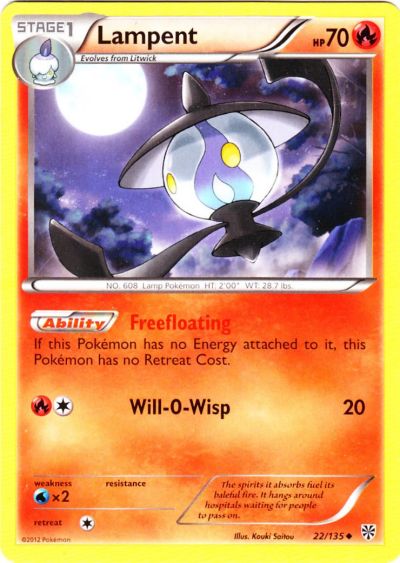 STAGE1
Lampent
HP70
Evolves from Litwick
NO. 608 Lamp Pokémon HT. 2'00" WT. 28.7 lbs.
Ability Freefloating
If this Pokémon has no Energy attached to it, this
Pokémon has no Retreat Cost.
Will-O-Wisp 20
weakness resistance
×2
retreat
The spirits it absorbs fuel its
baleful fire. It hangs around
hospitals waiting for people
to pass on.
©2012 Pokémon
Illus. Kouki Saitou
22/135